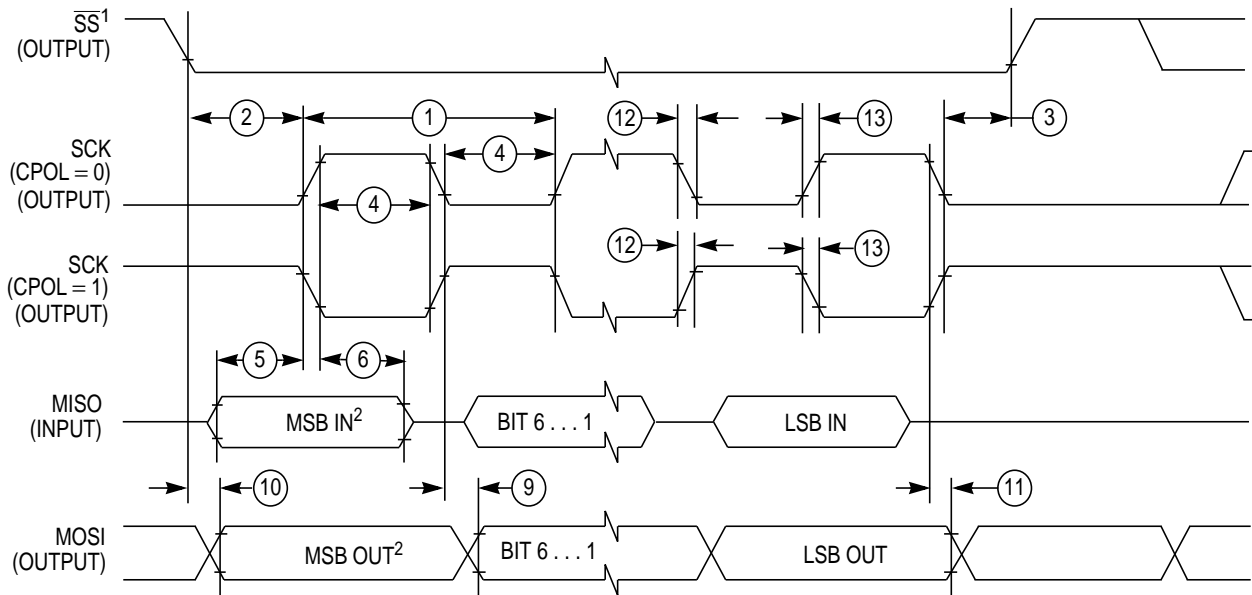 SS¹
(OUTPUT)
2
1
12
13
3
SCK
(CPOL = 0)
(OUTPUT)
4
4
SCK
(CPOL = 1)
(OUTPUT)
12
13
5
6
MISO
(INPUT)
MSB IN²
BIT 6 . . . 1
LSB IN
10
9
11
MOSI
(OUTPUT)
MSB OUT²
BIT 6 . . . 1
LSB OUT